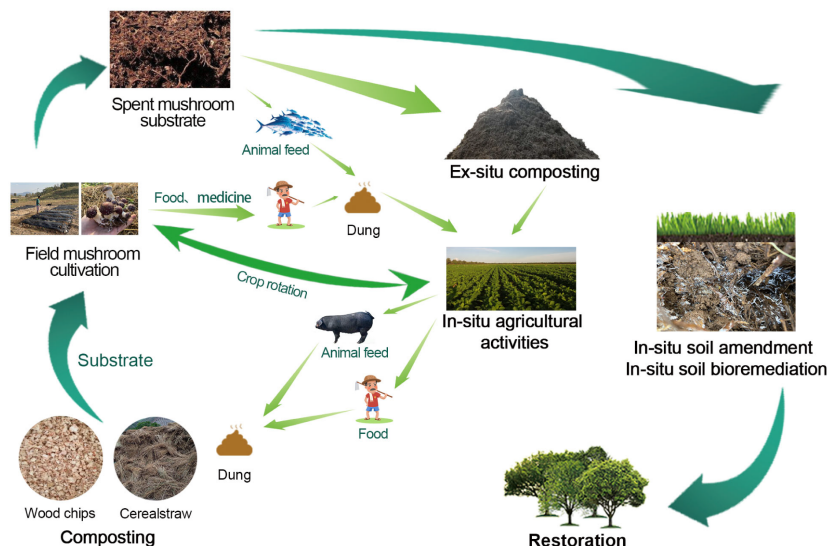 Spent mushroom
substrate
Animal feed
Ex-situ composting
Food、medicine
Dung
Field mushroom
cultivation
Crop rotation
In-situ agricultural
activities
Animal feed
In-situ soil amendment
In-situ soil bioremediation
Substrate
Food
Dung
Wood chips
Cerealstraw
Composting
Restoration